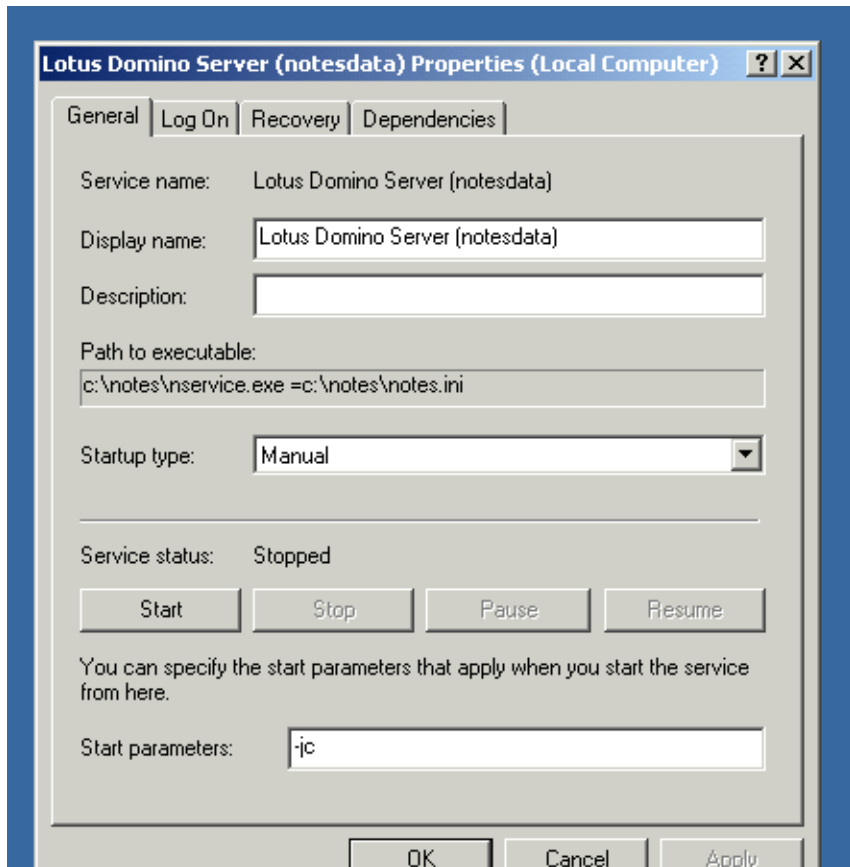 Lotus Domino Server (notesdata) Properties (Local Computer)
General Log On Recovery Dependencies
Service name: Lotus Domino Server (notesdata)
Display name: Lotus Domino Server (notesdata)
Description:
Path to executable:
c:\notes\nservice.exe =c:\notes\notes.ini
Startup type: Manual
Service status: Stopped
Start Stop Pause Resume
You can specify the start parameters that apply when you start the service
from here.
Start parameters: -jc
OK Cancel Apply